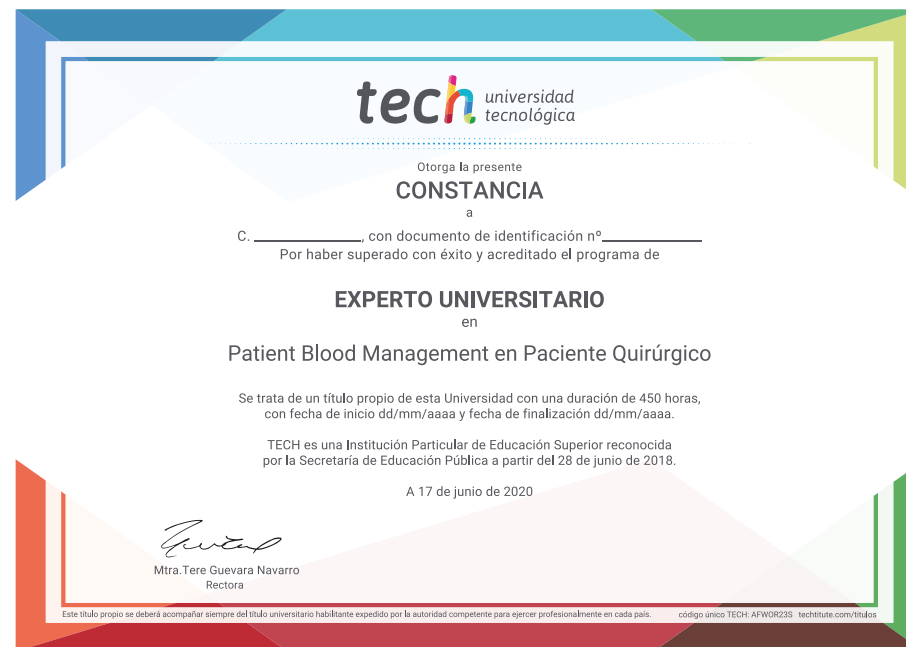 tech universidad
tecnológica
Otorga la presente
CONSTANCIA
a
C. ____________, con documento de identificación nº____________
Por haber superado con éxito y acreditado el programa de
EXPERTO UNIVERSITARIO
en
Patient Blood Management en Paciente Quirúrgico
Se trata de un título propio de esta Universidad con una duración de 450 horas,
con fecha de inicio dd/mm/aaaa y fecha de finalización dd/mm/aaaa.
TECH es una Institución Particular de Educación Superior reconocida
por la Secretaría de Educación Pública a partir del 28 de junio de 2018.
A 17 de junio de 2020
Mtra.Tere Guevara Navarro
Rectora
Este título propio se deberá acompañar siempre del título universitario habilitante expedido por la autoridad competente para ejercer profesionalmente en cada país. código único TECH: AFWOR23S techtitute.com/titulos